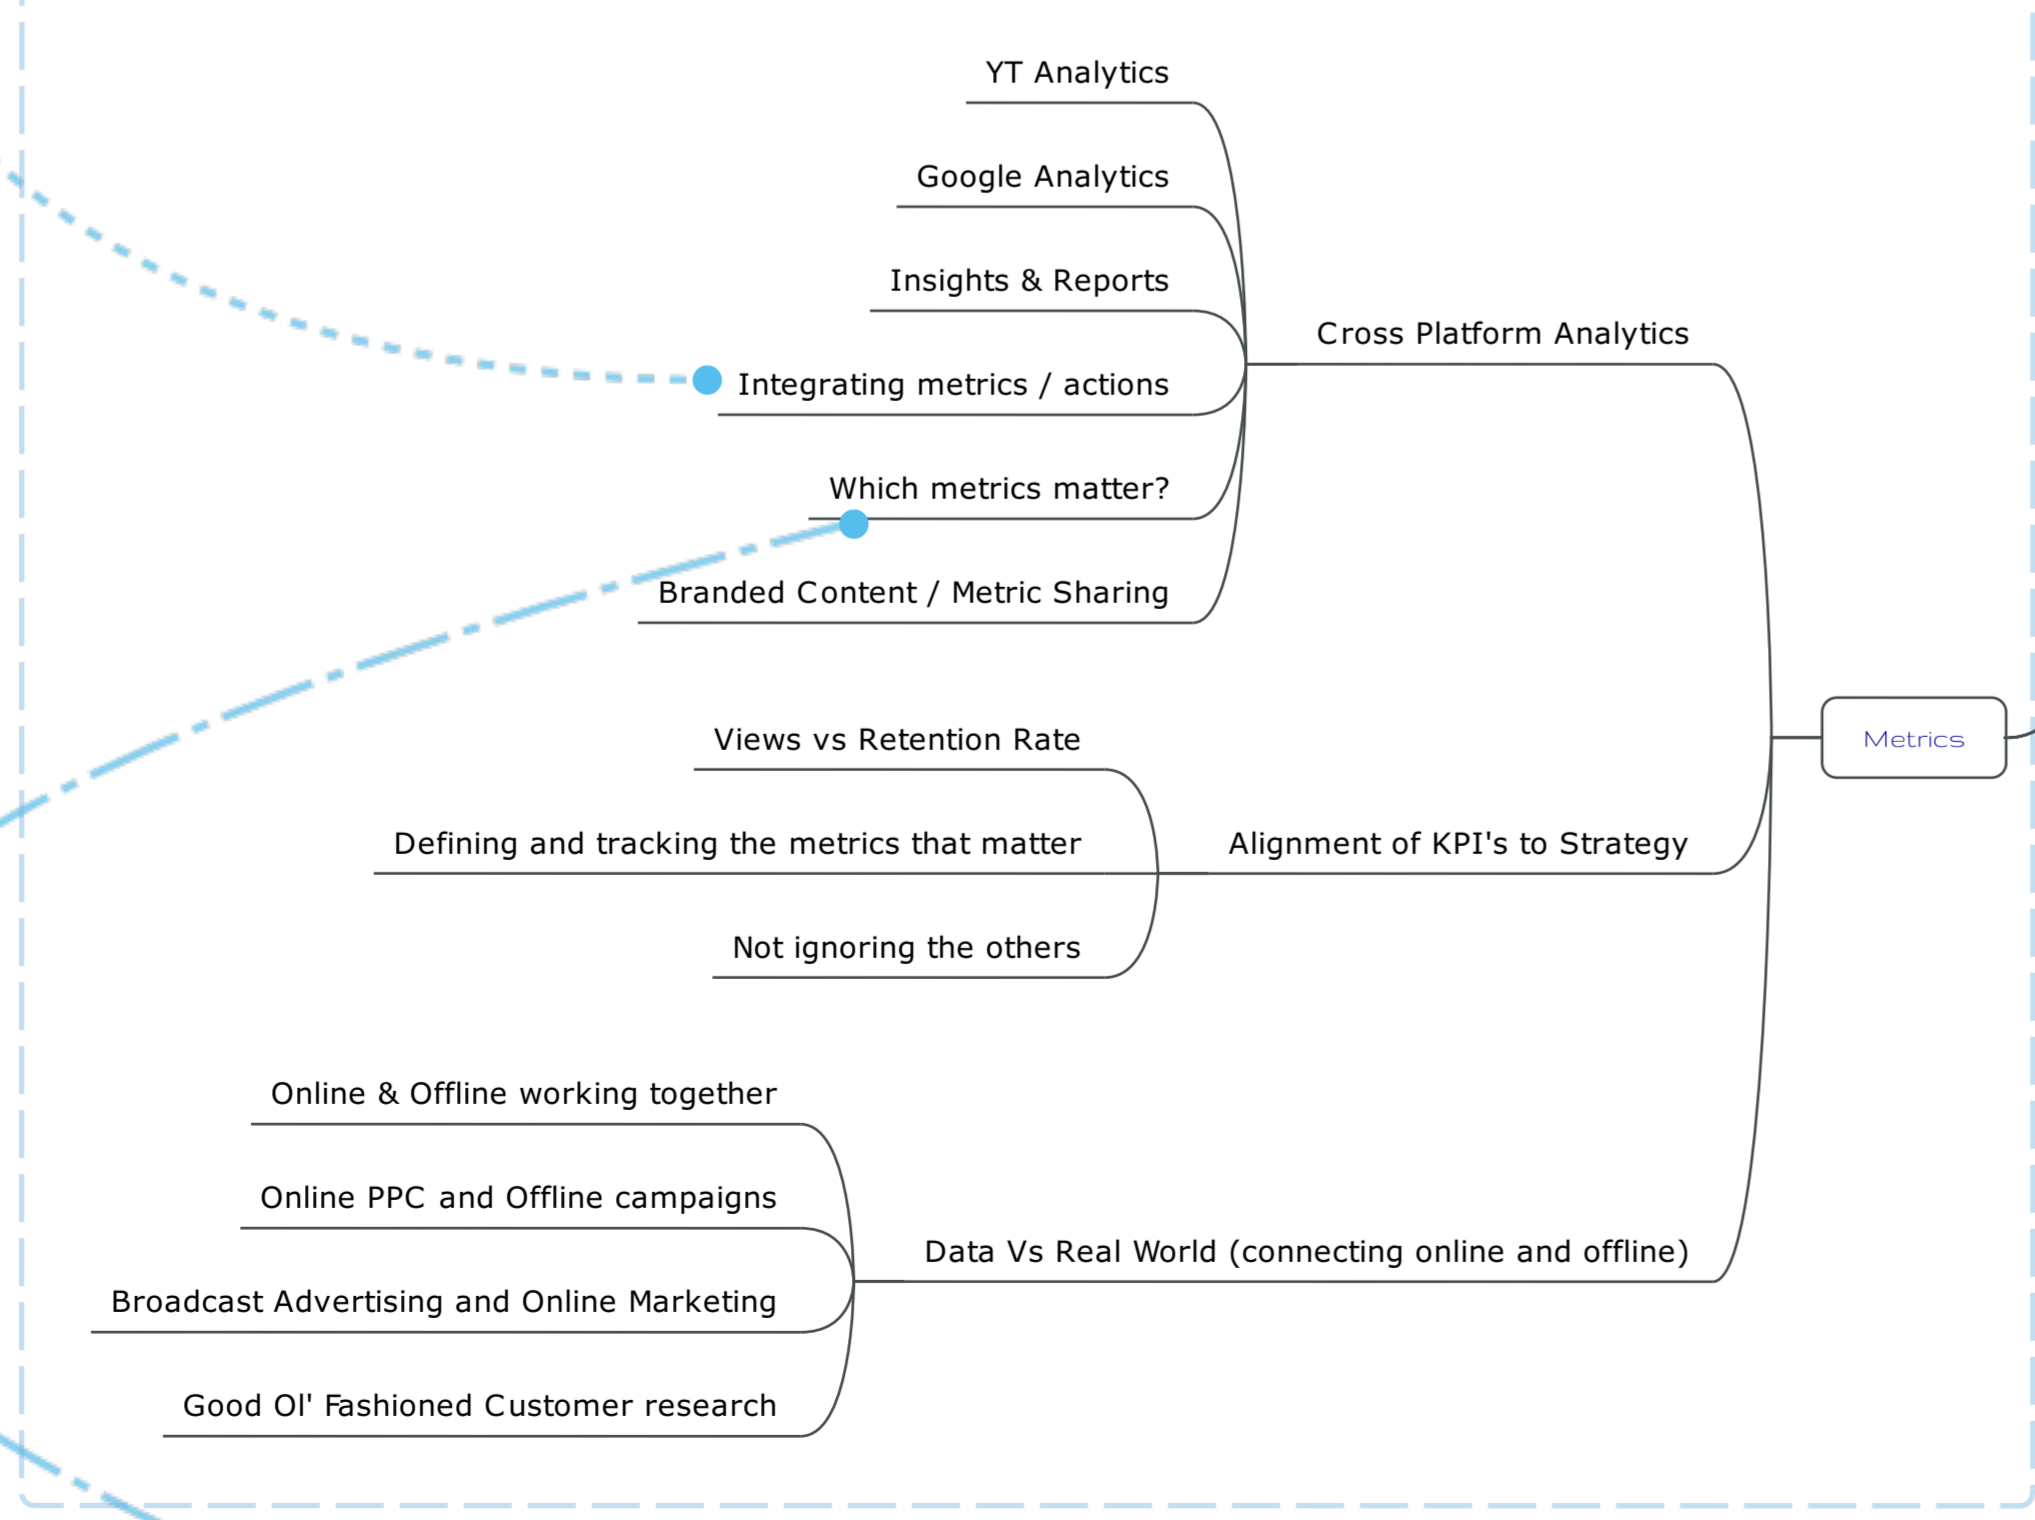 YT Analytics
Google Analytics
Insights & Reports
Cross Platform Analytics
Integrating metrics / actions
Which metrics matter?
Branded Content / Metric Sharing
Metrics
Views vs Retention Rate
Defining and tracking the metrics that matter
Alignment of KPI's to Strategy
Not ignoring the others
Online & Offline working together
Online PPC and Offline campaigns
Data Vs Real World (connecting online and offline)
Broadcast Advertising and Online Marketing
Good Ol' Fashioned Customer research